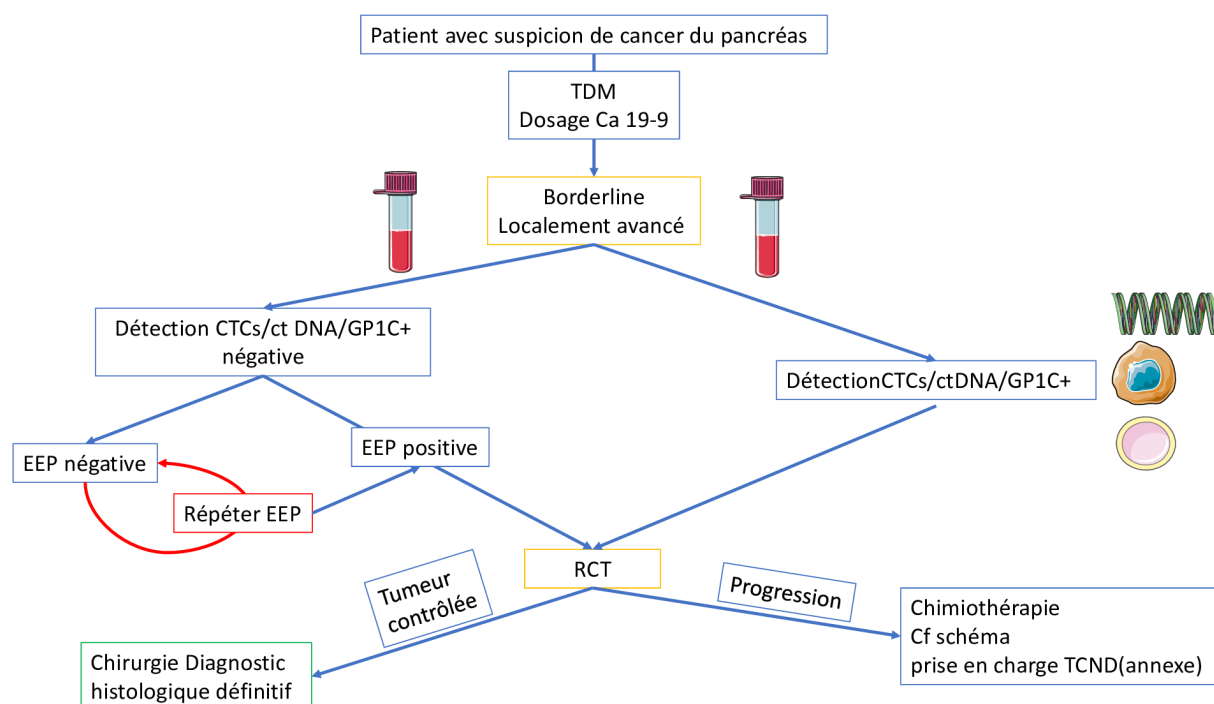 Patient avec suspicion de cancer du pancréas
TDM
Dosage Ca 19-9
Borderline
Localement avancé
Détection CTCs/ct DNA/GP1C+
négative
DétectionCTCs/ctDNA/GP1C+
EEP négative
EEP positive
Répéter EEP
RCT
Tumeur
contrôlée
Progression
Chirurgie Diagnostic
histologique définitif
Chimiothérapie
Cf schéma
prise en charge TCND(annexe)